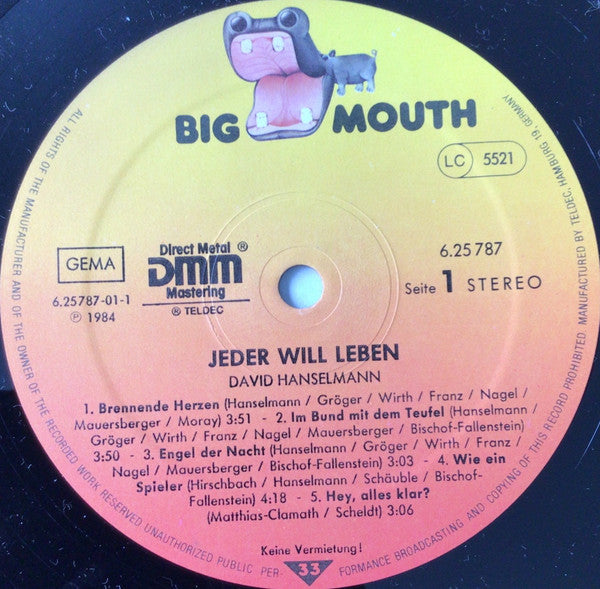 BIG MOUTH
LC 5521
GEMA
6.25787-01-1
℗ 1984
Direct Metal ®
DMM
Mastering
® TELDEC
6.25 787
Seite 1 STEREO
JEDER WILL LEBEN
DAVID HANSELMANN
1. Brennende Herzen (Hanselmann / Gröger / Wirth / Franz / Nagel /
Mauersberger / Moray) 3:51 - 2. Im Bund mit dem Teufel (Hanselmann /
Gröger / Wirth / Franz / Nagel / Mauersberger / Bischof-Fallenstein)
3:50 - 3. Engel der Nacht (Hanselmann / Gröger / Wirth / Franz /
Nagel / Mauersberger / Bischof-Fallenstein) 3:03 - 4. Wie ein
Spieler (Hirschbach / Hanselmann / Schäuble / Bischof-
Fallenstein) 4:18 - 5. Hey, alles klar?
(Matthias-Clamath / Scheldt) 3:06
Keine Vermietung!
33
ALL RIGHTS OF THE MANUFACTURER AND OF THE OWNER OF THE RECORDED WORK RESERVED UNAUTHORIZED PUBLIC PER- FORMANCE BROADCASTING AND COPYING OF THIS RECORD PROHIBITED. MANUFACTURED BY TELDEC, HAMBURG 19, GERMANY